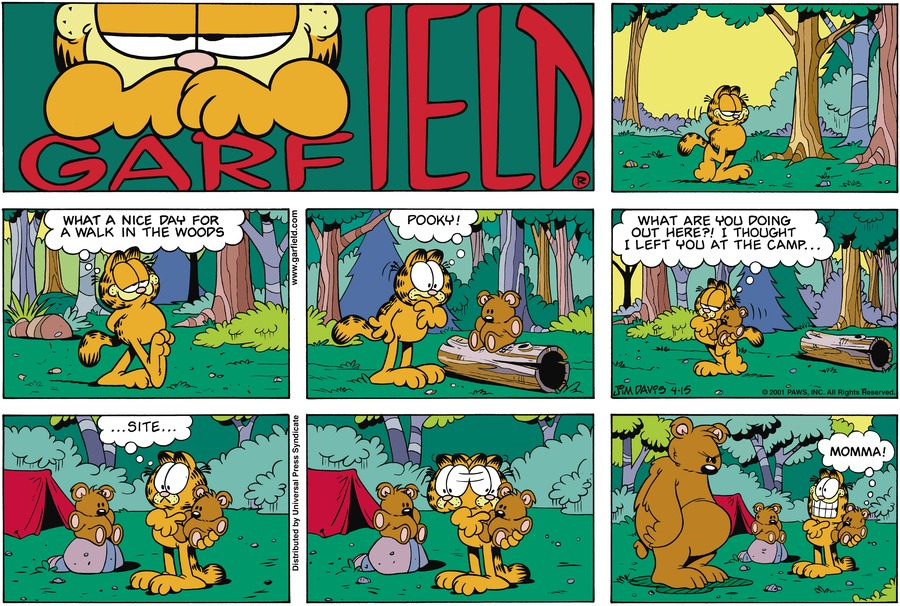 GARFIELD
®
WHAT A NICE DAY FOR
A WALK IN THE WOODS
www.garfield.com
POOKY!
WHAT ARE YOU DOING
OUT HERE?! I THOUGHT
I LEFT YOU AT THE CAMP...
JIM DAVIS 4-15
© 2001 PAWS, INC. All Rights Reserved.
...SITE...
Distributed by Universal Press Syndicate
MOMMA!